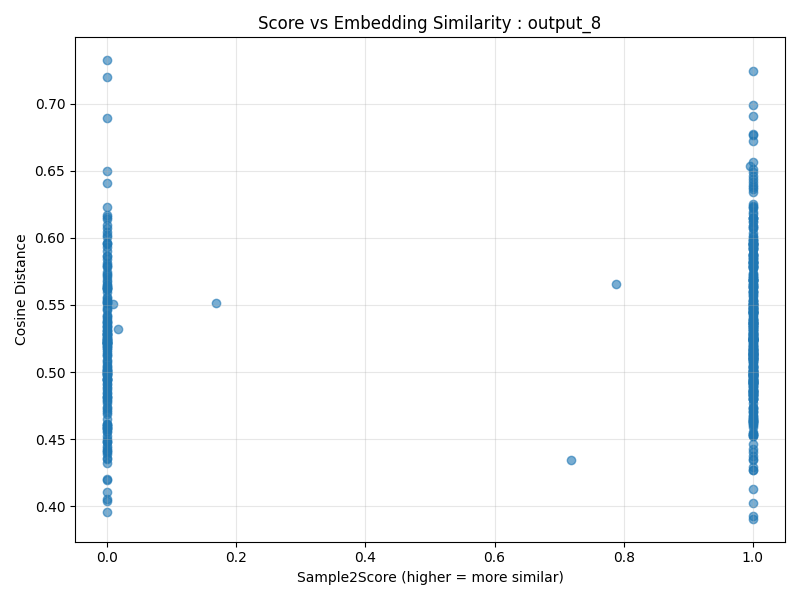 Score vs Embedding Similarity : output_8
Cosine Distance
0.70
0.65
0.60
0.55
0.50
0.45
0.40
0.0 0.2 0.4 0.6 0.8 1.0
Sample2Score (higher = more similar)